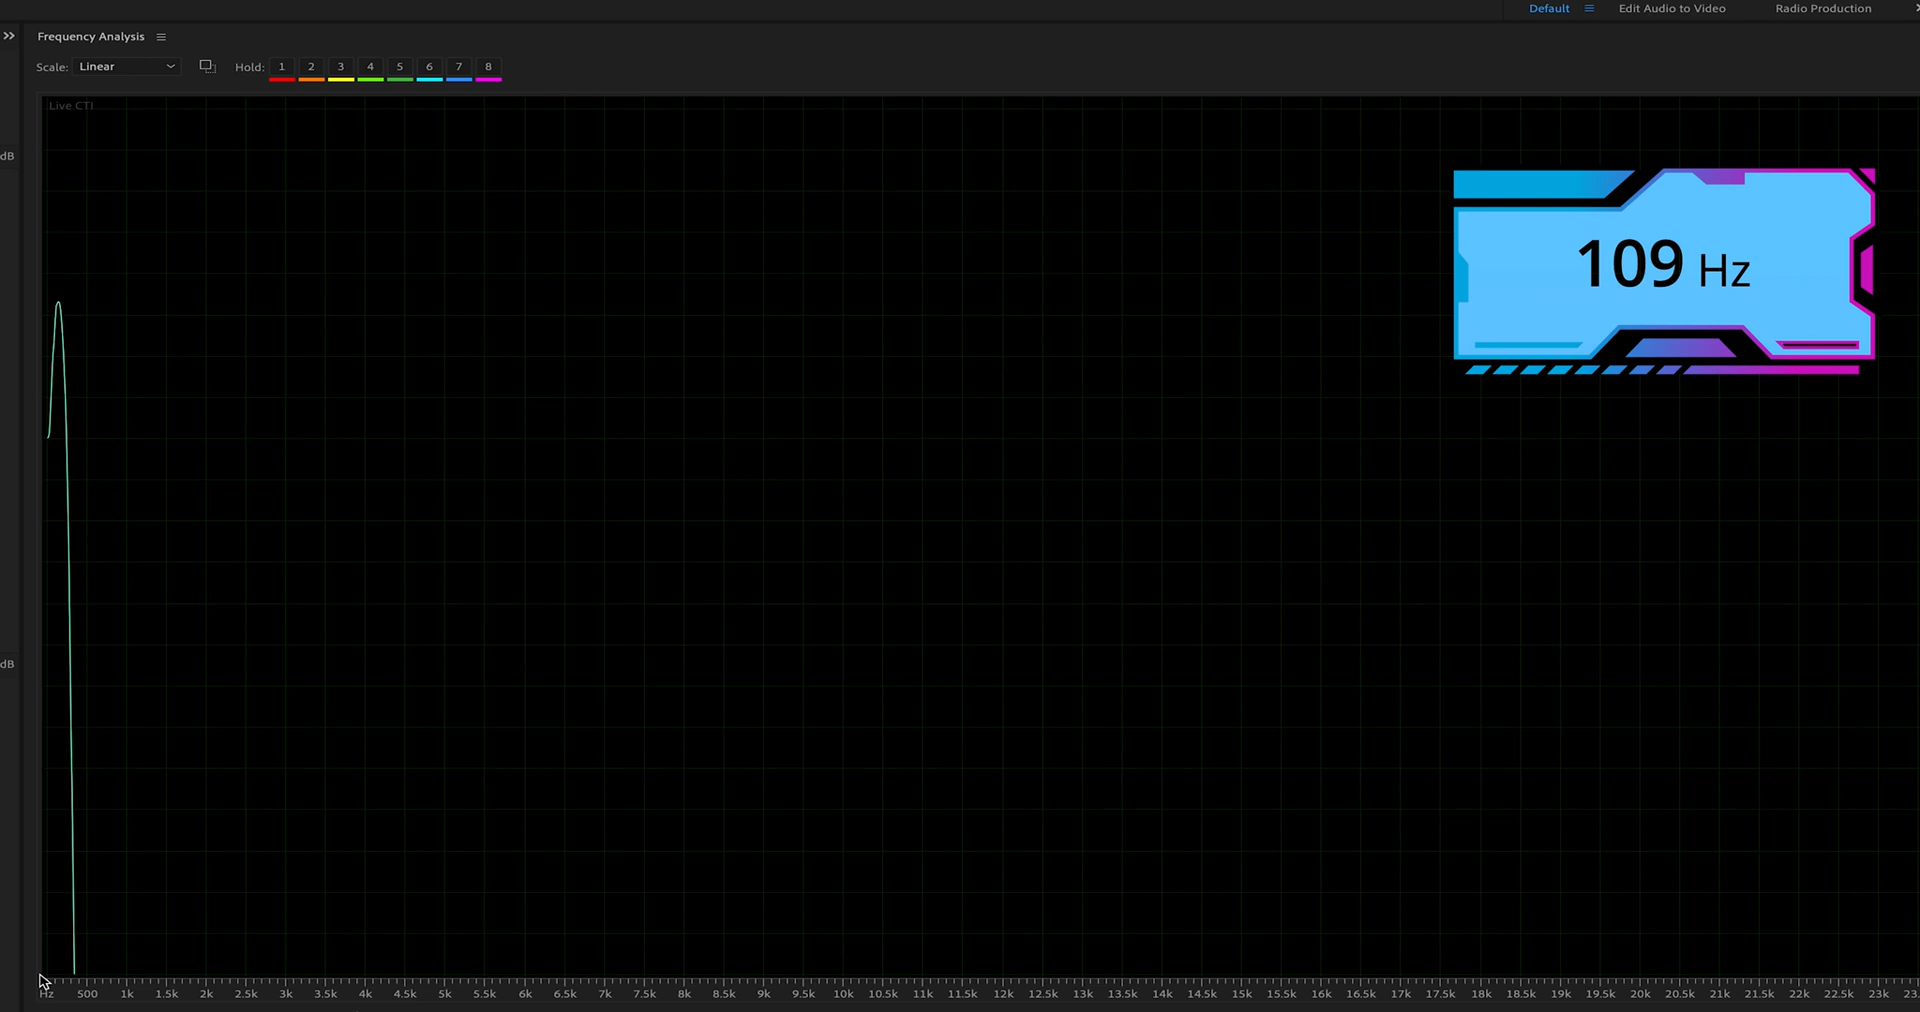 Default Edit Audio to Video Radio Production
Frequency Analysis
Scale: Linear Hold: 1 2 3 4 5 6 7 8
Live CTI
dB
109 Hz
dB
Hz 500 1k 1.5k 2k 2.5k 3k 3.5k 4k 4.5k 5k 5.5k 6k 6.5k 7k 7.5k 8k 8.5k 9k 9.5k 10k 10.5k 11k 11.5k 12k 12.5k 13k 13.5k 14k 14.5k 15k 15.5k 16k 16.5k 17k 17.5k 18k 18.5k 19k 19.5k 20k 20.5k 21k 21.5k 22k 22.5k 23k 23.